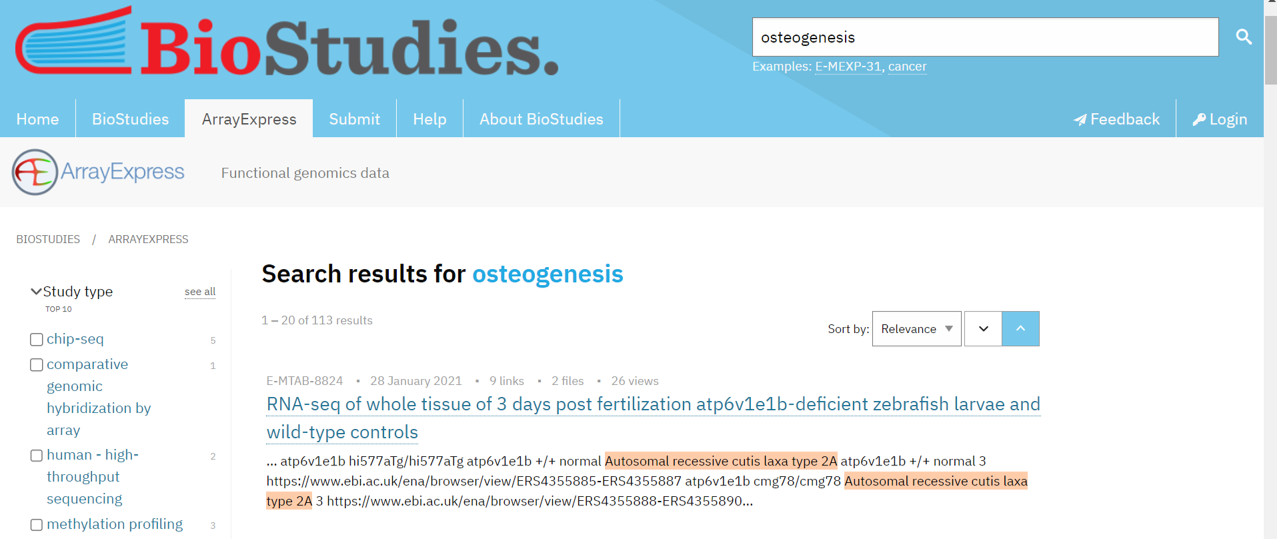 BioStudies.
osteogenesis
Examples: E-MEXP-31, cancer
Home BioStudies ArrayExpress Submit Help About BioStudies Feedback Login
ArrayExpress Functional genomics data
BIOSTUDIES / ARRAYEXPRESS
Study type see all
TOP 10
chip-seq 5
comparative 1
genomic
hybridization by
array
human - high- 2
throughput
sequencing
methylation profiling 3
Search results for osteogenesis
1 – 20 of 113 results
Sort by: Relevance
E-MTAB-8824 • 28 January 2021 • 9 links • 2 files • 26 views
RNA-seq of whole tissue of 3 days post fertilization atp6v1e1b-deficient zebrafish larvae and
wild-type controls
... atp6v1e1b hi577aTg/hi577aTg atp6v1e1b +/+ normal Autosomal recessive cutis laxa type 2A atp6v1e1b +/+ normal 3
https://www.ebi.ac.uk/ena/browser/view/ERS4355885-ERS4355887 atp6v1e1b cmg78/cmg78 Autosomal recessive cutis laxa
type 2A 3 https://www.ebi.ac.uk/ena/browser/view/ERS4355888-ERS4355890...